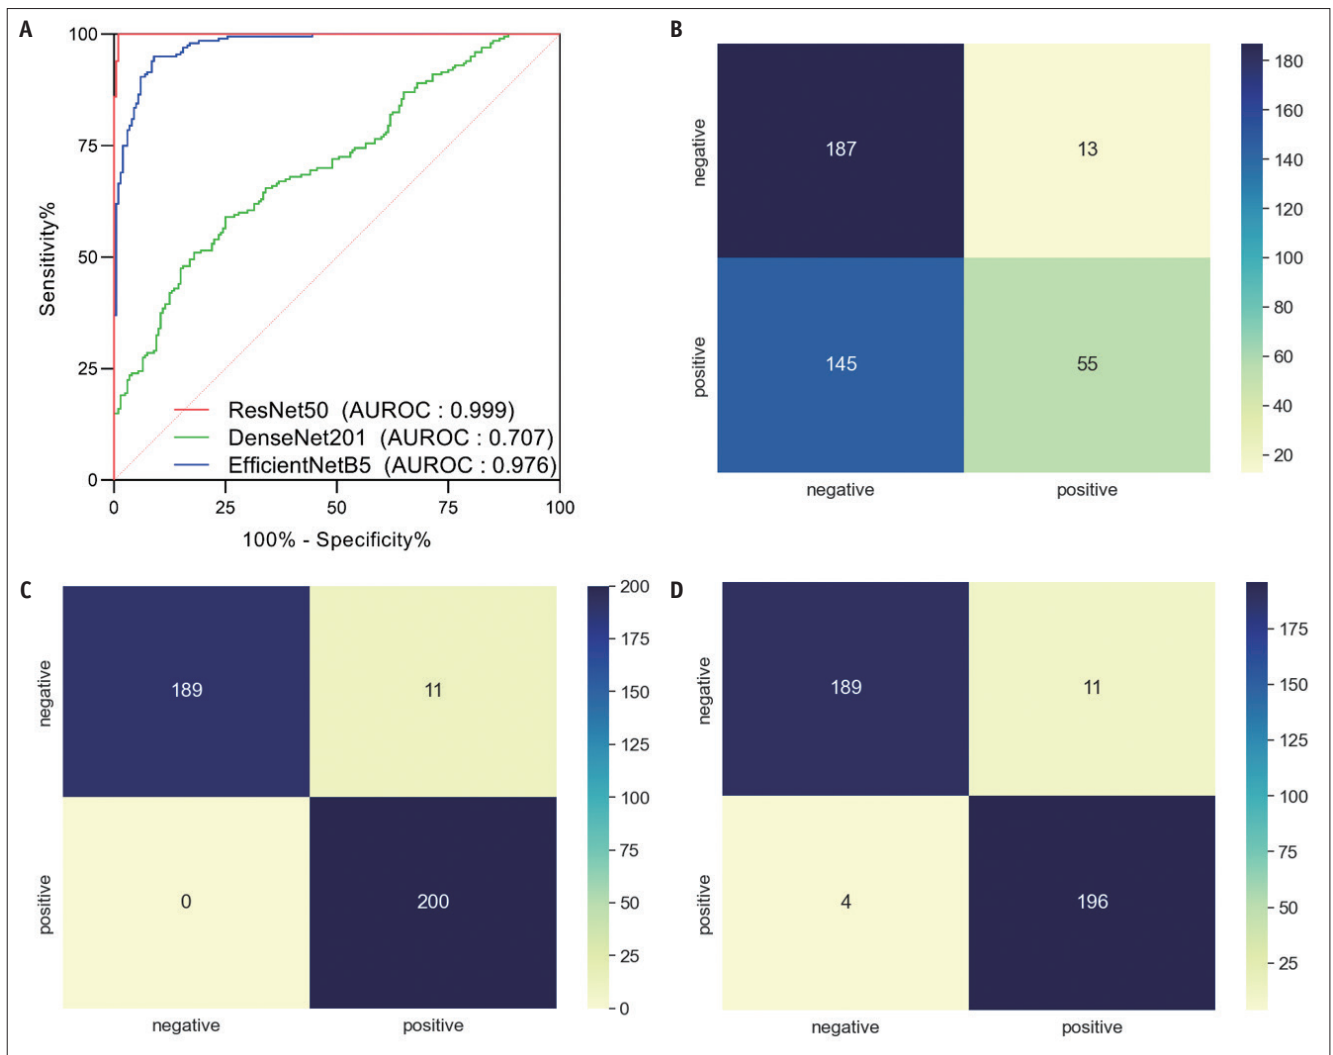 A
100
75
50
25
0
Sensitivity%
ResNet50 (AUROC : 0.999)
DenseNet201 (AUROC : 0.707)
EfficientNetB5 (AUROC : 0.976)
0 25 50 75 100
100% - Specificity%
B
negative
positive
187 13
145 55
negative positive
180
160
140
120
100
80
60
40
20
C
negative
positive
189 11
0 200
negative positive
200
175
150
125
100
75
50
25
0
D
negative
positive
189 11
4 196
negative positive
175
150
125
100
75
50
25